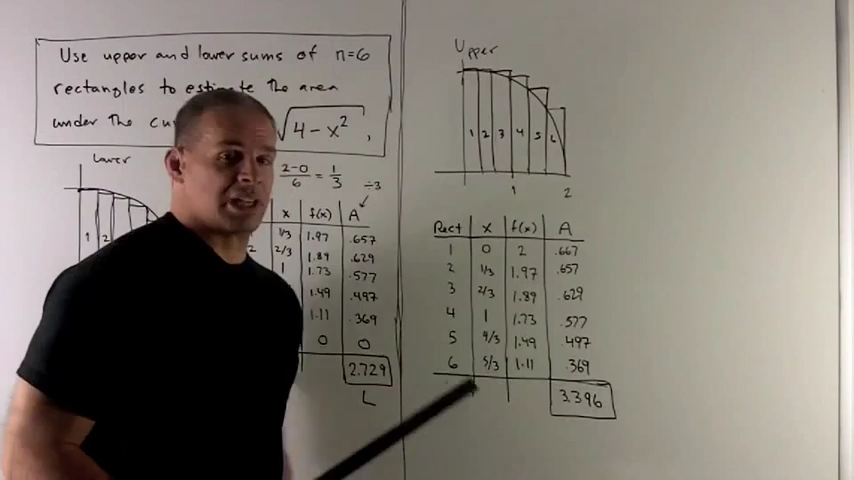 Use upper and lower sums of n=6
rectangles to estimate the area
under the √4-x²,
Lower
2-0/6 = 1/3
÷3
1 2
x f(x) A
1/3 1.97 .657
2/3 1.89 .629
1 1.73 .577
1.49 .497
1.11 .369
0 0
2.729
L
Upper
1 2 3 4 5 6
1 2
Rect x f(x) A
1 0 2 .667
2 1/3 1.97 .657
3 2/3 1.89 .629
4 1 1.73 .577
5 4/3 1.49 .497
6 5/3 1.11 .369
3.396